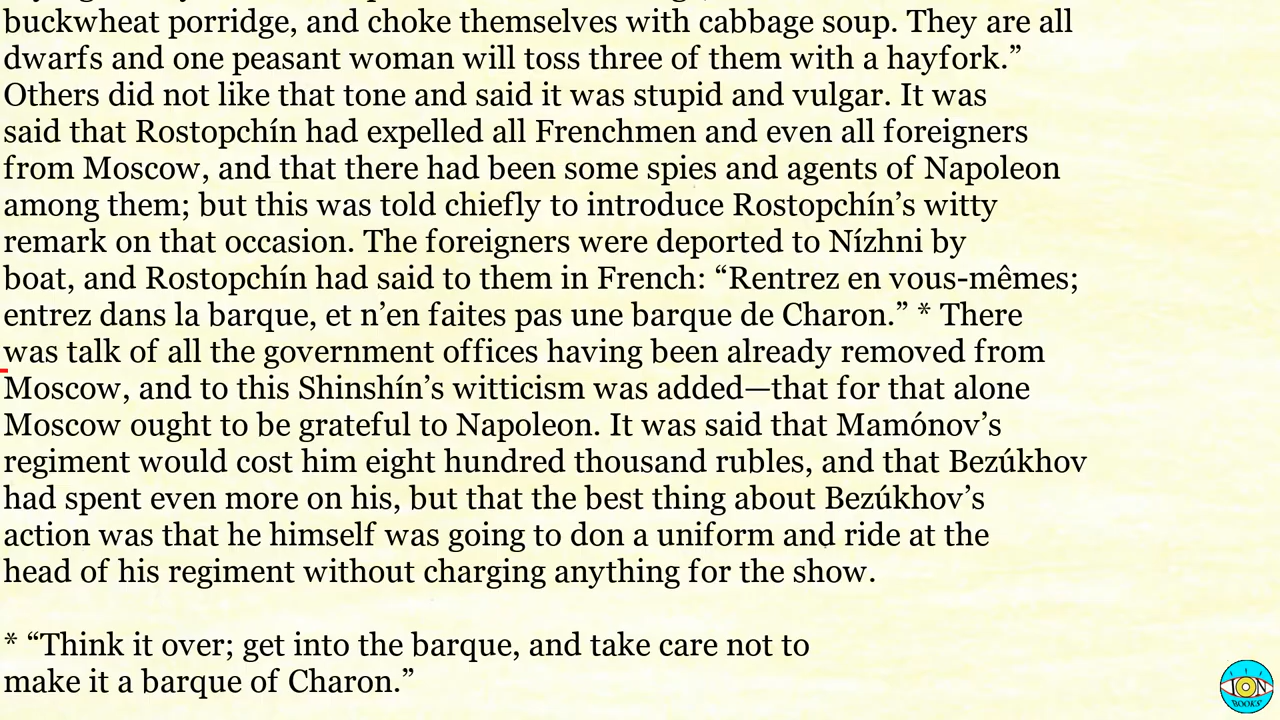 buckwheat porridge, and choke themselves with cabbage soup. They are all
dwarfs and one peasant woman will toss three of them with a hayfork.”
Others did not like that tone and said it was stupid and vulgar. It was
said that Rostopchín had expelled all Frenchmen and even all foreigners
from Moscow, and that there had been some spies and agents of Napoleon
among them; but this was told chiefly to introduce Rostopchín’s witty
remark on that occasion. The foreigners were deported to Nízhni by
boat, and Rostopchín had said to them in French: “Rentrez en vous-mêmes;
entrez dans la barque, et n’en faites pas une barque de Charon.” * There
was talk of all the government offices having been already removed from
Moscow, and to this Shinshín’s witticism was added—that for that alone
Moscow ought to be grateful to Napoleon. It was said that Mamónov’s
regiment would cost him eight hundred thousand rubles, and that Bezúkhov
had spent even more on his, but that the best thing about Bezúkhov’s
action was that he himself was going to don a uniform and ride at the
head of his regiment without charging anything for the show.
* “Think it over; get into the barque, and take care not to
make it a barque of Charon.”
ION
BOOKS